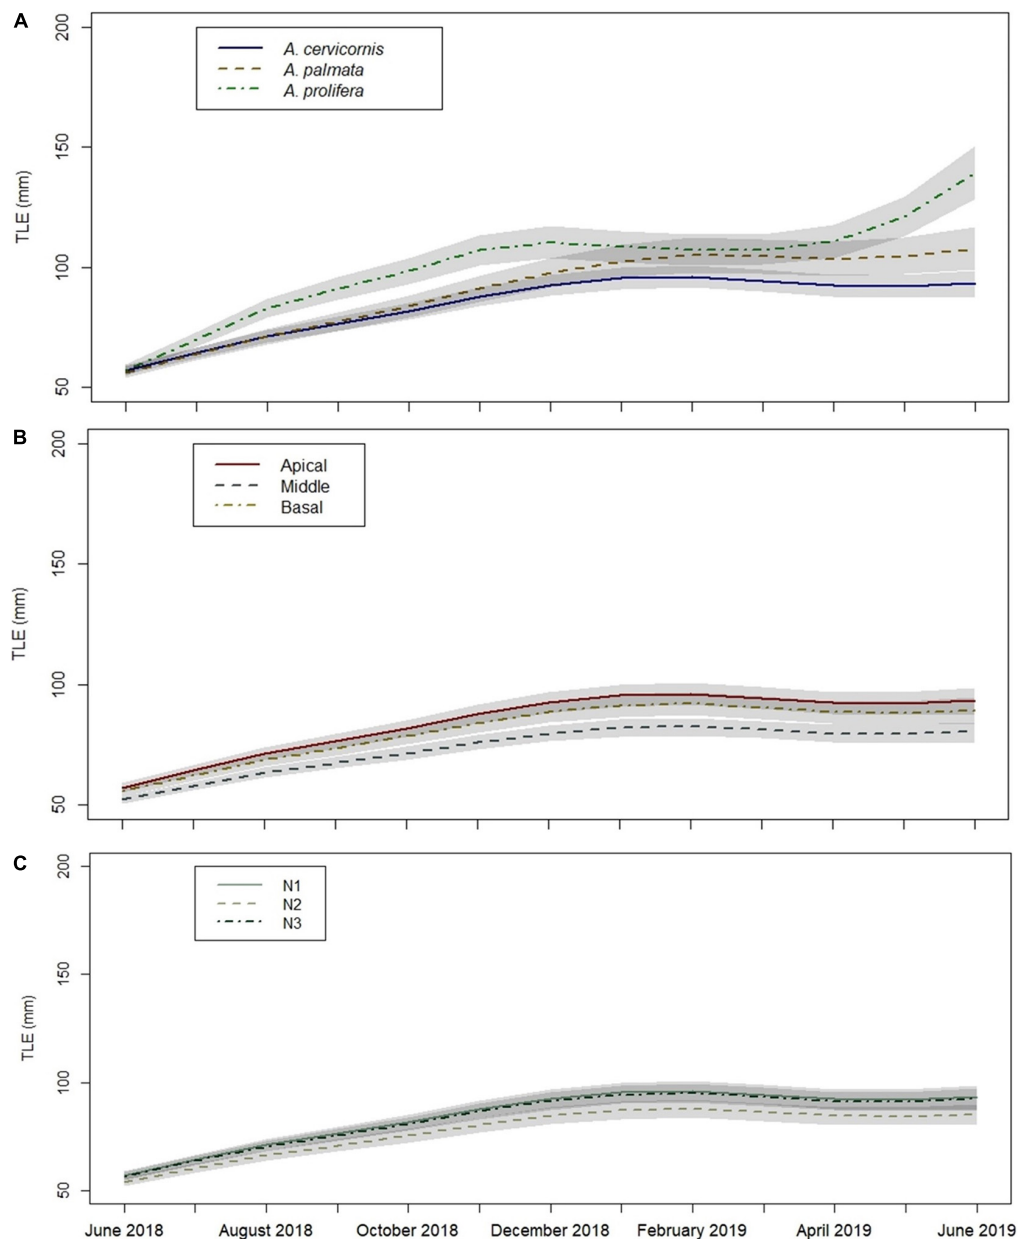 A
200
150
100
50
TLE (mm)
A. cervicornis
A. palmata
A. prolifera
B
200
150
100
50
TLE (mm)
Apical
Middle
Basal
C
200
150
100
50
TLE (mm)
N1
N2
N3
June 2018 August 2018 October 2018 December 2018 February 2019 April 2019 June 2019